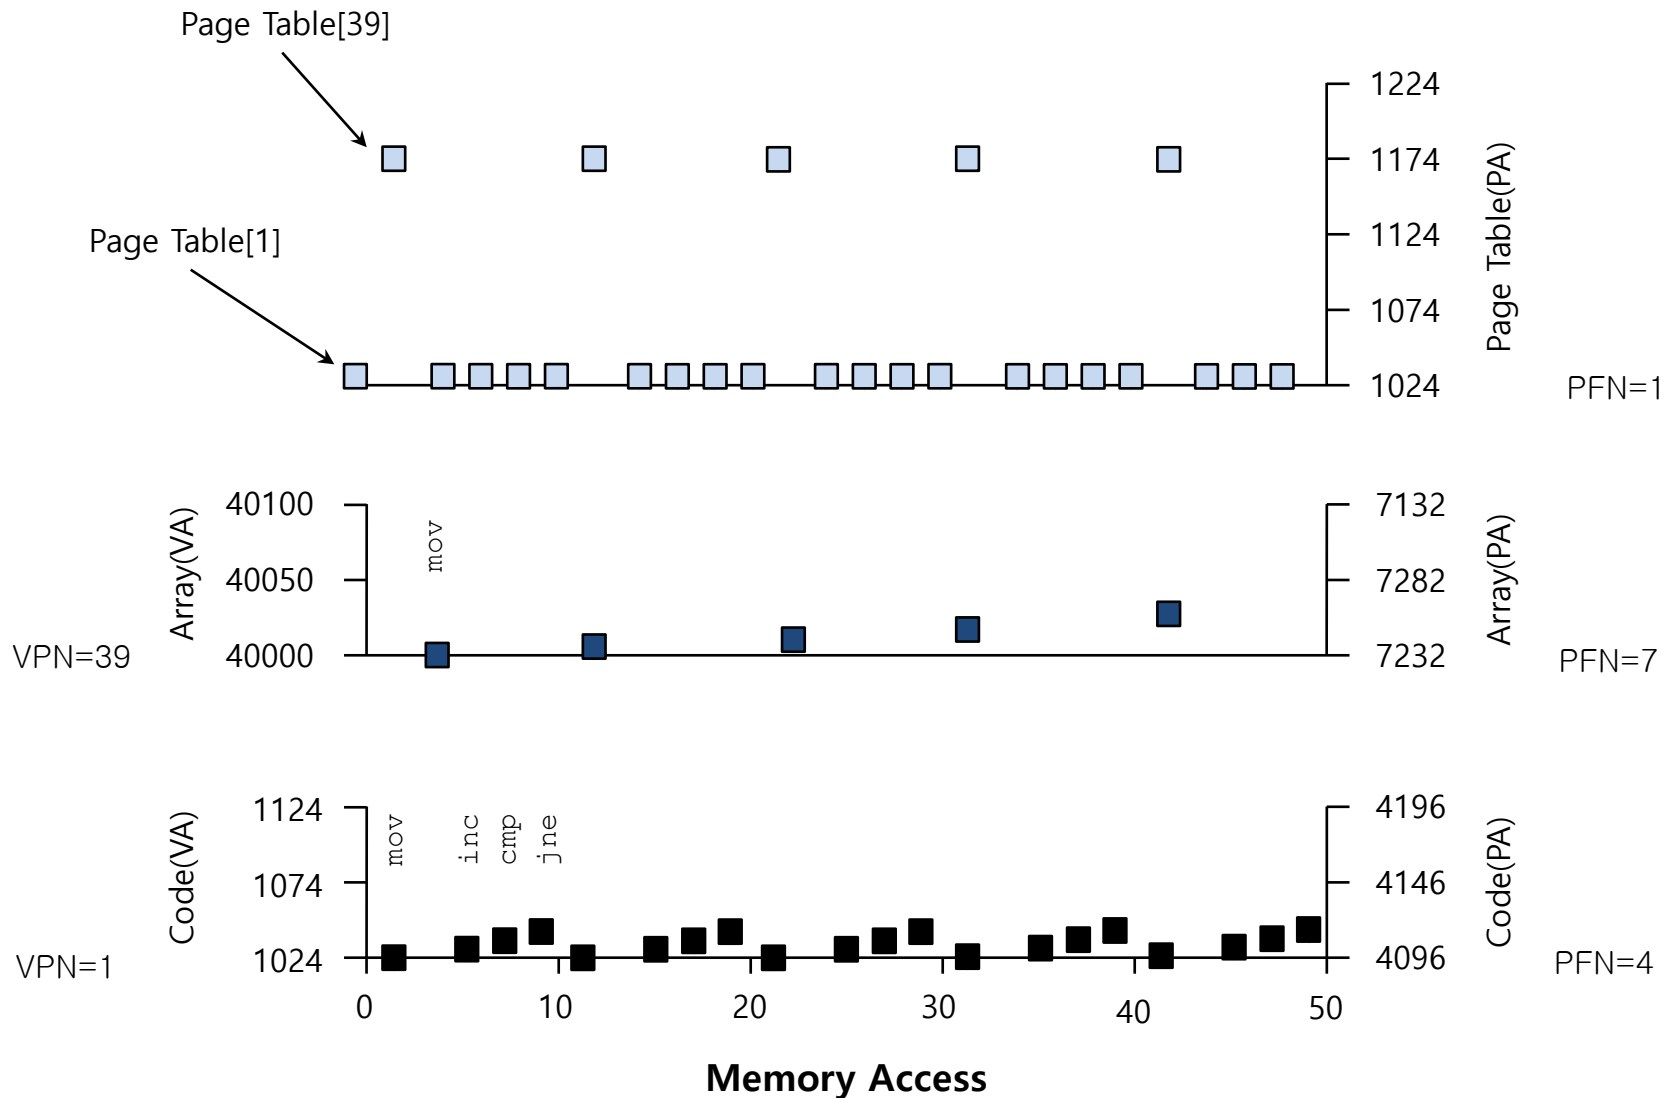 Page Table[39]
1224
1174
1124
1074
1024
Page Table(PA)
PFN=1
Page Table[1]
40100
40050
40000
Array(VA)
VPN=39
mov
7132
7282
7232
Array(PA)
PFN=7
1124
1074
1024
Code(VA)
VPN=1
mov
inc
cmp
jne
4196
4146
4096
Code(PA)
PFN=4
0 10 20 30 40 50
Memory Access